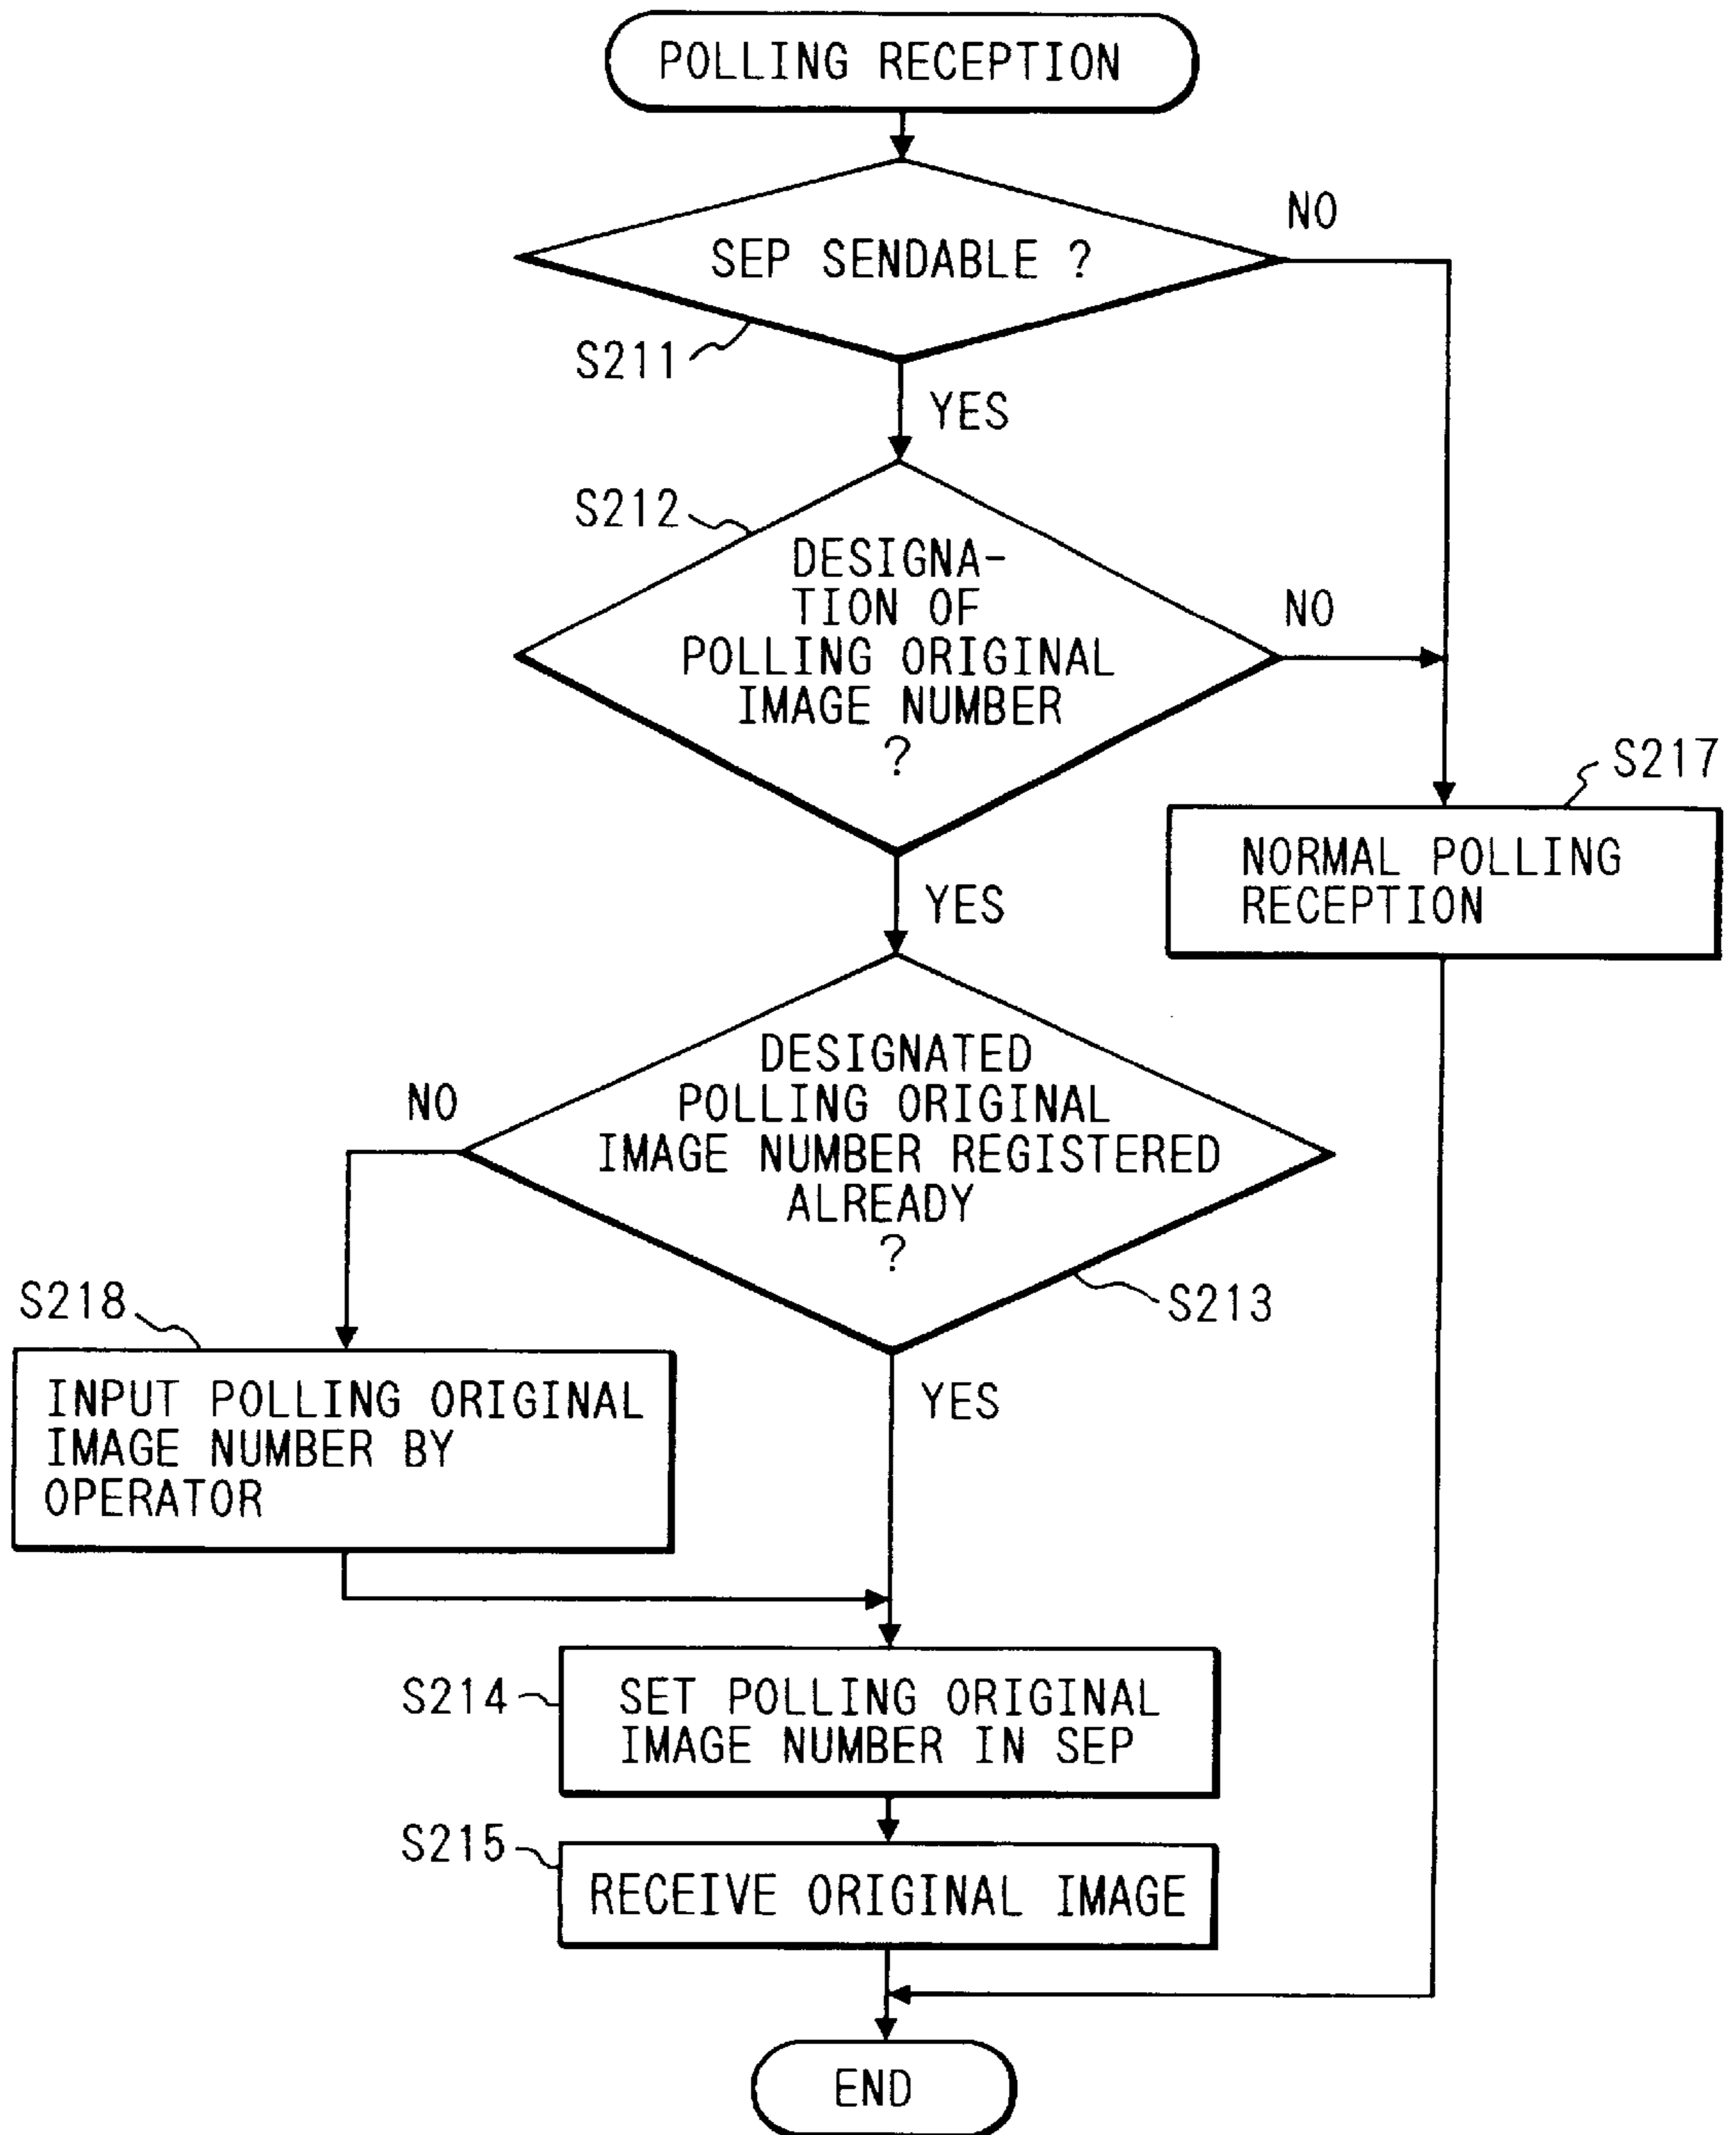 POLLING RECEPTION
SEP SENDABLE ?
NO
S211
YES
S212
DESIGNA-
TION OF
POLLING ORIGINAL
IMAGE NUMBER
?
NO
S217
NORMAL POLLING
RECEPTION
YES
DESIGNATED
POLLING ORIGINAL
IMAGE NUMBER REGISTERED
ALREADY
?
NO
S213
S218
INPUT POLLING ORIGINAL
IMAGE NUMBER BY
OPERATOR
YES
S214
SET POLLING ORIGINAL
IMAGE NUMBER IN SEP
S215
RECEIVE ORIGINAL IMAGE
END